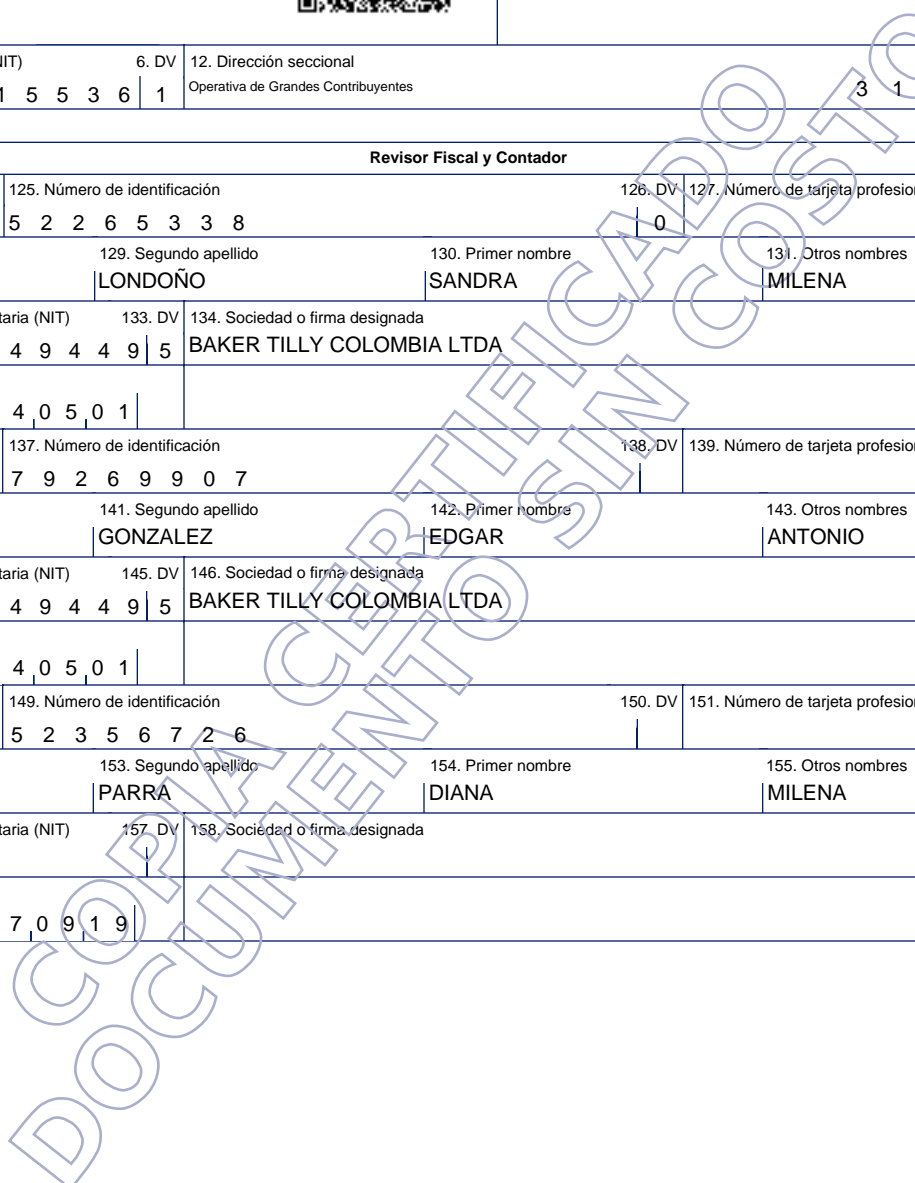 IT) 6. DV 12. Dirección seccional
1 5 5 3 6 1 Operativa de Grandes Contribuyentes 3 1
Revisor Fiscal y Contador
125. Número de identificación 126. DV 127. Número de tarjeta profesion
5 2 2 6 5 3 3 8 0
129. Segundo apellido 130. Primer nombre 131. Otros nombres
LONDOÑO SANDRA MILENA
taria (NIT) 133. DV 134. Sociedad o firma designada
4 9 4 4 9 5 BAKER TILLY COLOMBIA LTDA
4 0 5 0 1
137. Número de identificación 138. DV 139. Número de tarjeta profesion
7 9 2 6 9 9 0 7
141. Segundo apellido 142. Primer nombre 143. Otros nombres
GONZALEZ EDGAR ANTONIO
taria (NIT) 145. DV 146. Sociedad o firma designada
4 9 4 4 9 5 BAKER TILLY COLOMBIA LTDA
4 0 5 0 1
149. Número de identificación 150. DV 151. Número de tarjeta profesion
5 2 3 5 6 7 2 6
153. Segundo apellido 154. Primer nombre 155. Otros nombres
PARRA DIANA MILENA
taria (NIT) 157. DV 158. Sociedad o firma designada
7 0 9 1 9
COPIA CERTIFICADO
DOCUMENTO SIN COSTO